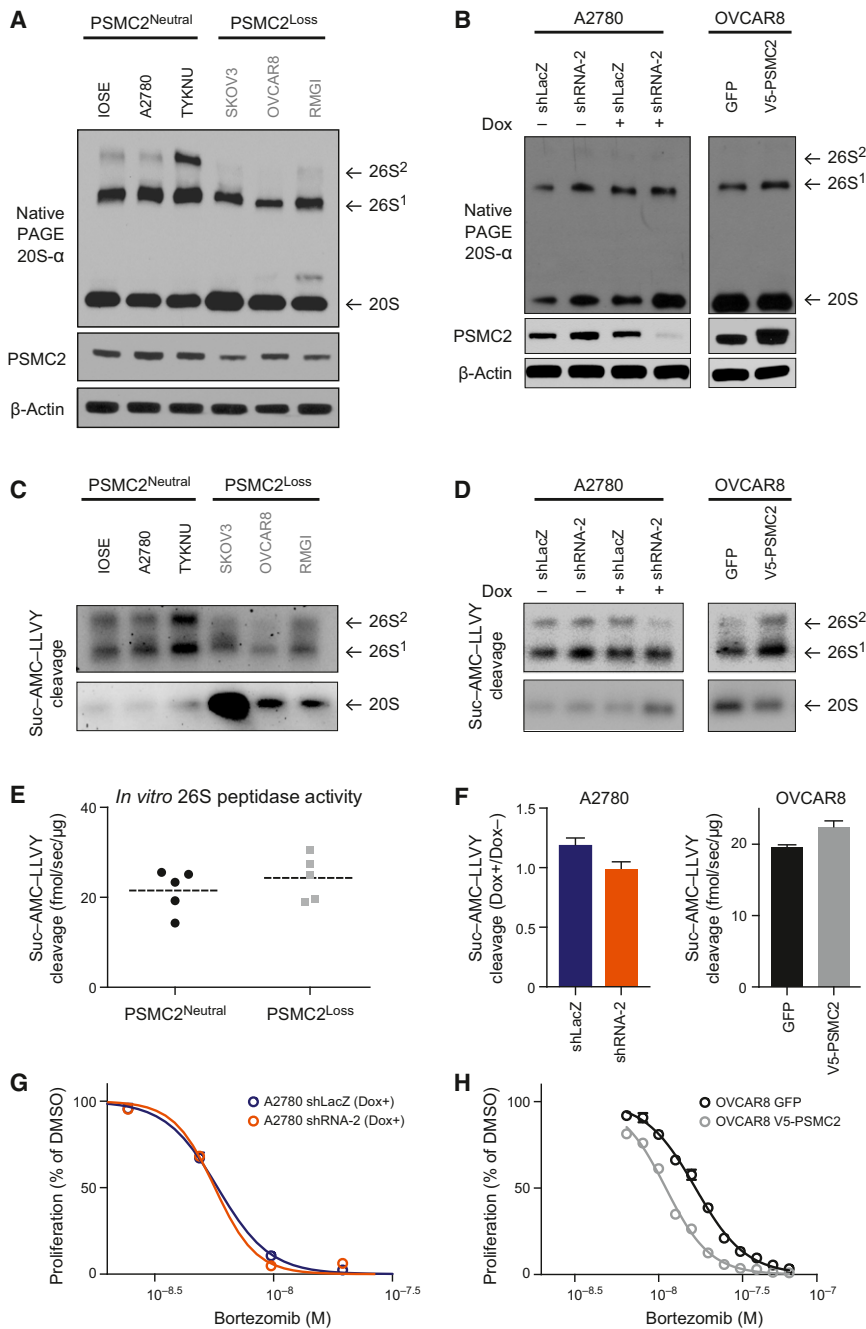 A
PSMC2Neutral PSMC2Loss
IOSE A2780 TYKNU SKOV3 OVCAR8 RMGI
Native
PAGE
20S-α
← 26S2
← 26S1
← 20S
PSMC2
β-Actin
B
A2780 OVCAR8
shLacZ shRNA-2 shLacZ shRNA-2 GFP V5-PSMC2
Dox – – + +
Native
PAGE
20S-α
← 26S2
← 26S1
← 20S
PSMC2
β-Actin
C
PSMC2Neutral PSMC2Loss
IOSE A2780 TYKNU SKOV3 OVCAR8 RMGI
Suc–AMC–LLVY
cleavage
← 26S2
← 26S1
← 20S
D
A2780 OVCAR8
shLacZ shRNA-2 shLacZ shRNA-2 GFP V5-PSMC2
Dox – – + +
Suc–AMC–LLVY
cleavage
← 26S2
← 26S1
← 20S
E
In vitro 26S peptidase activity
Suc–AMC–LLVY
cleavage (fmol/sec/μg)
40
20
0
PSMC2Neutral PSMC2Loss
F
A2780
Suc–AMC–LLVY
cleavage (Dox+/Dox–)
1.5
1.0
0.5
0
shLacZ shRNA-2
OVCAR8
Suc–AMC–LLVY
cleavage (fmol/sec/μg)
20
10
0
GFP V5-PSMC2
G
Proliferation (% of DMSO)
100
50
0
A2780 shLacZ (Dox+)
A2780 shRNA-2 (Dox+)
10–8.5 10–8 10–7.5
Bortezomib (M)
H
Proliferation (% of DMSO)
100
50
0
OVCAR8 GFP
OVCAR8 V5-PSMC2
10–8.5 10–8 10–7.5 10–7
Bortezomib (M)